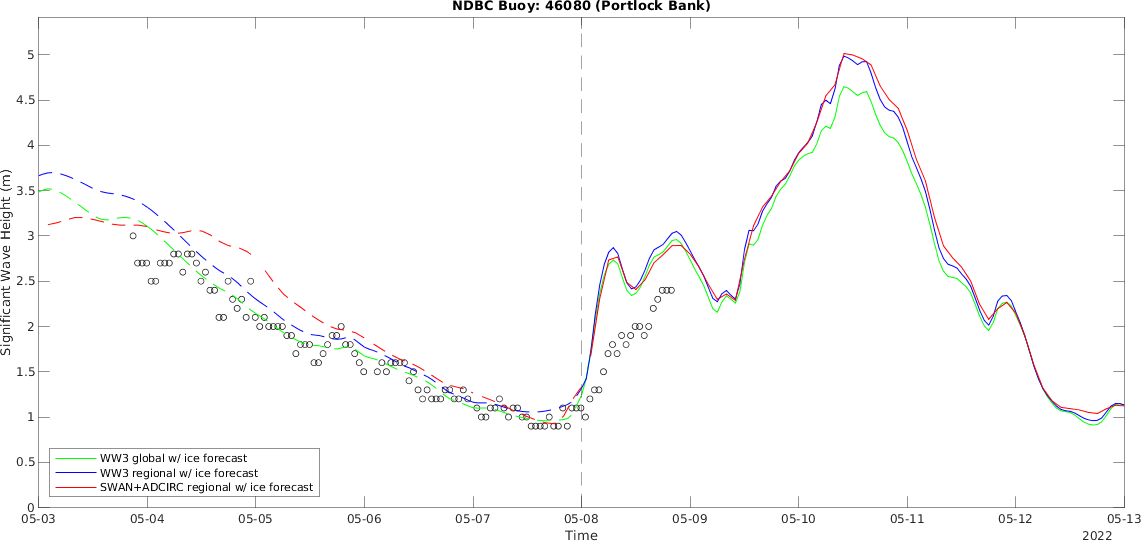 NDBC Buoy: 46080 (Portlock Bank)
Significant Wave Height (m)
5
4.5
4
3.5
3
2.5
2
1.5
1
0.5
0
WW3 global w/ ice forecast
WW3 regional w/ ice forecast
SWAN+ADCIRC regional w/ ice forecast
05-03 05-04 05-05 05-06 05-07 05-08 05-09 05-10 05-11 05-12 05-13
Time
2022